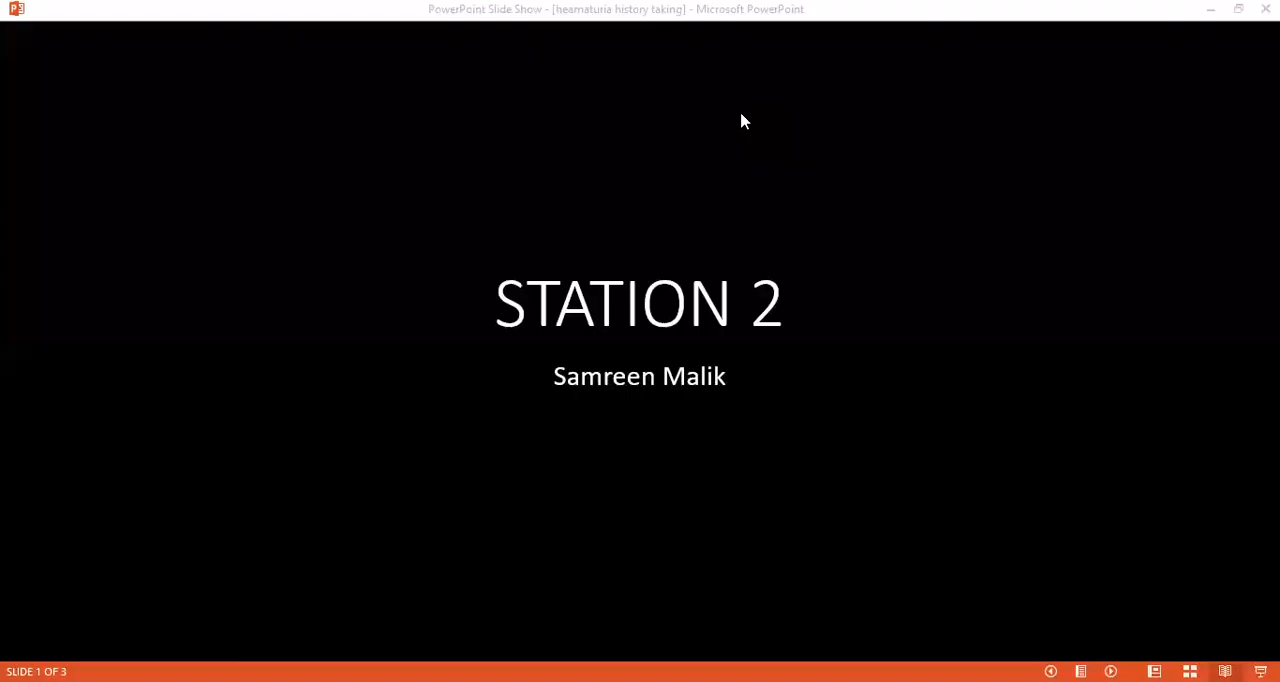 PowerPoint Slide Show - [heamaturia history taking] - Microsoft PowerPoint
STATION 2
Samreen Malik
SLIDE 1 OF 3